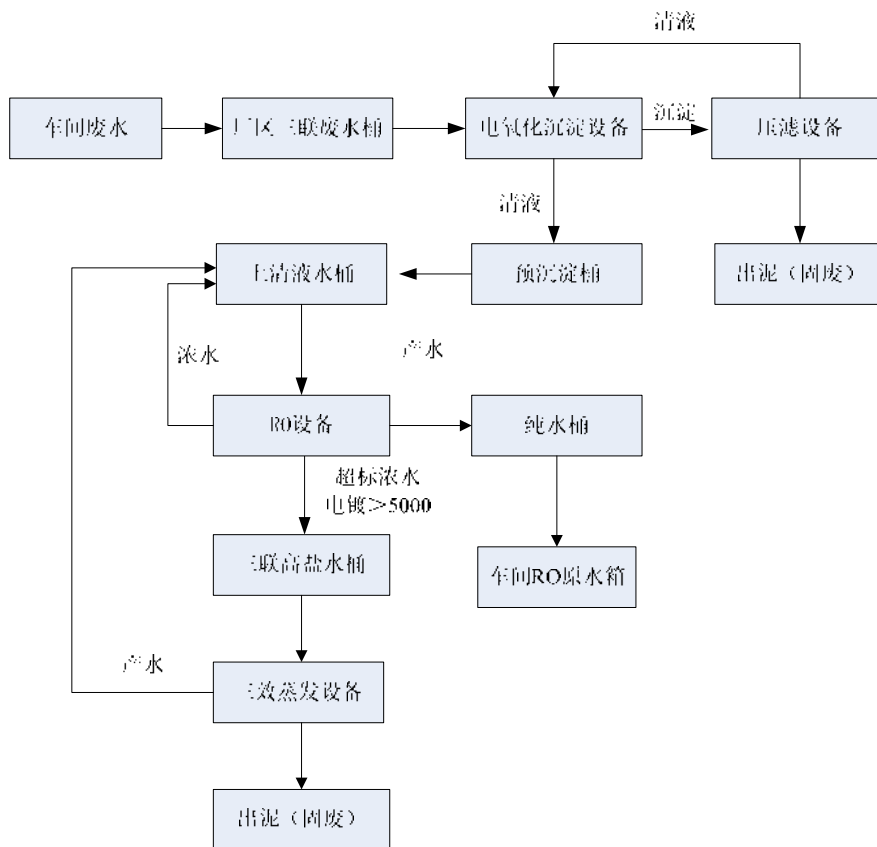 清液
车间废水
厂区三联废水桶
电氧化沉淀设备
沉淀
压滤设备
清液
上清液水桶
预沉淀桶
出泥（固废）
浓水
产水
RO设备
纯水桶
超标浓水
电镀＞5000
三联高盐水桶
车间RO原水箱
产水
三效蒸发设备
出泥（固废）